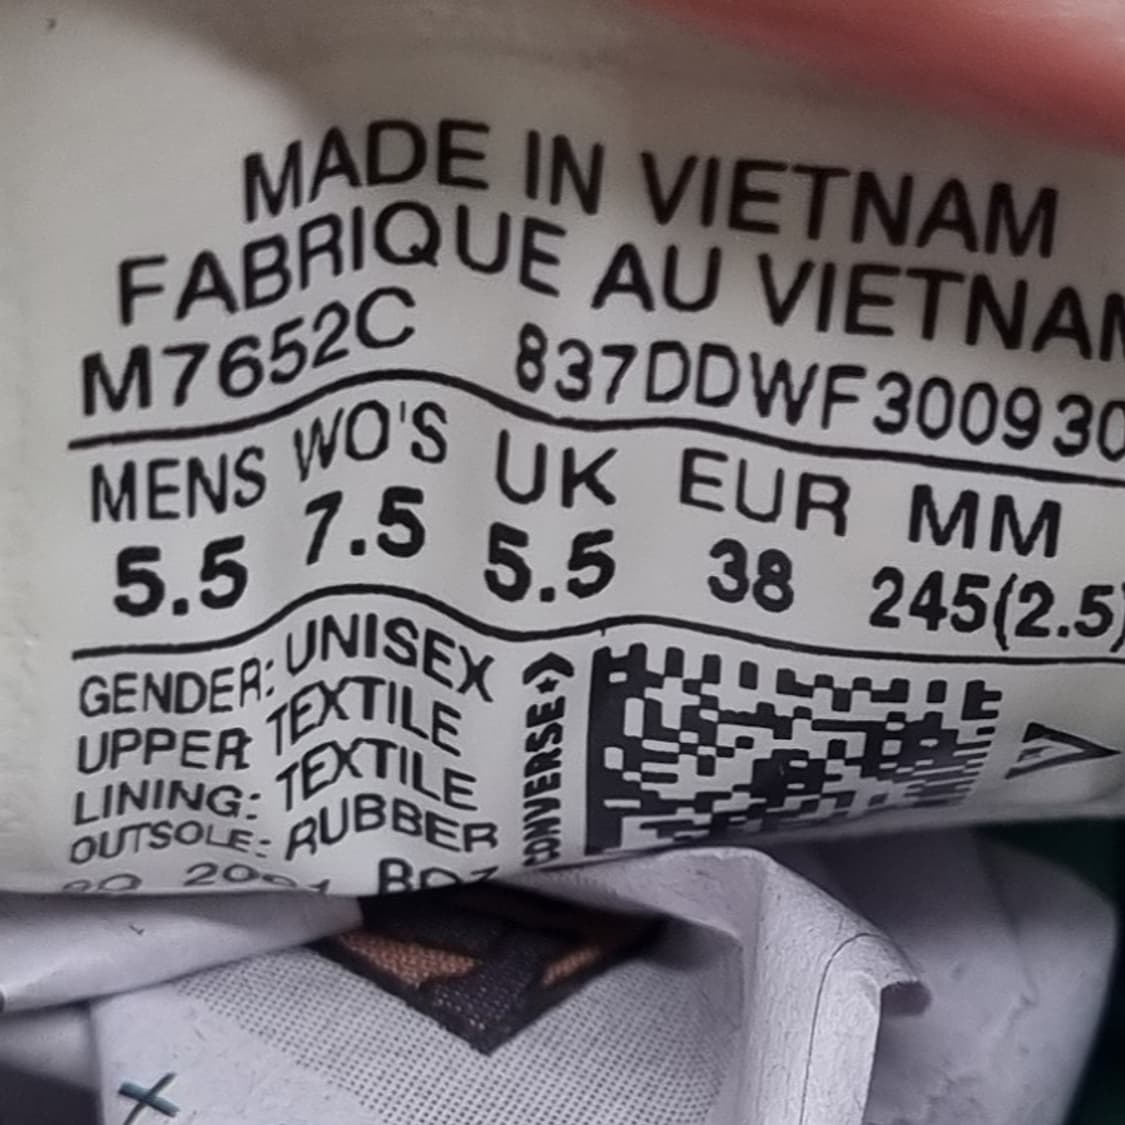 MADE IN VIETNAM
FABRIQUE AU VIETNAM
M7652C 837DDWF300930
MENS WO'S UK EUR MM
5.5 7.5 5.5 38 245(2.5)
GENDER: UNISEX
UPPER TEXTILE
LINING: TEXTILE
OUTSOLE: RUBBER
CONVERSE